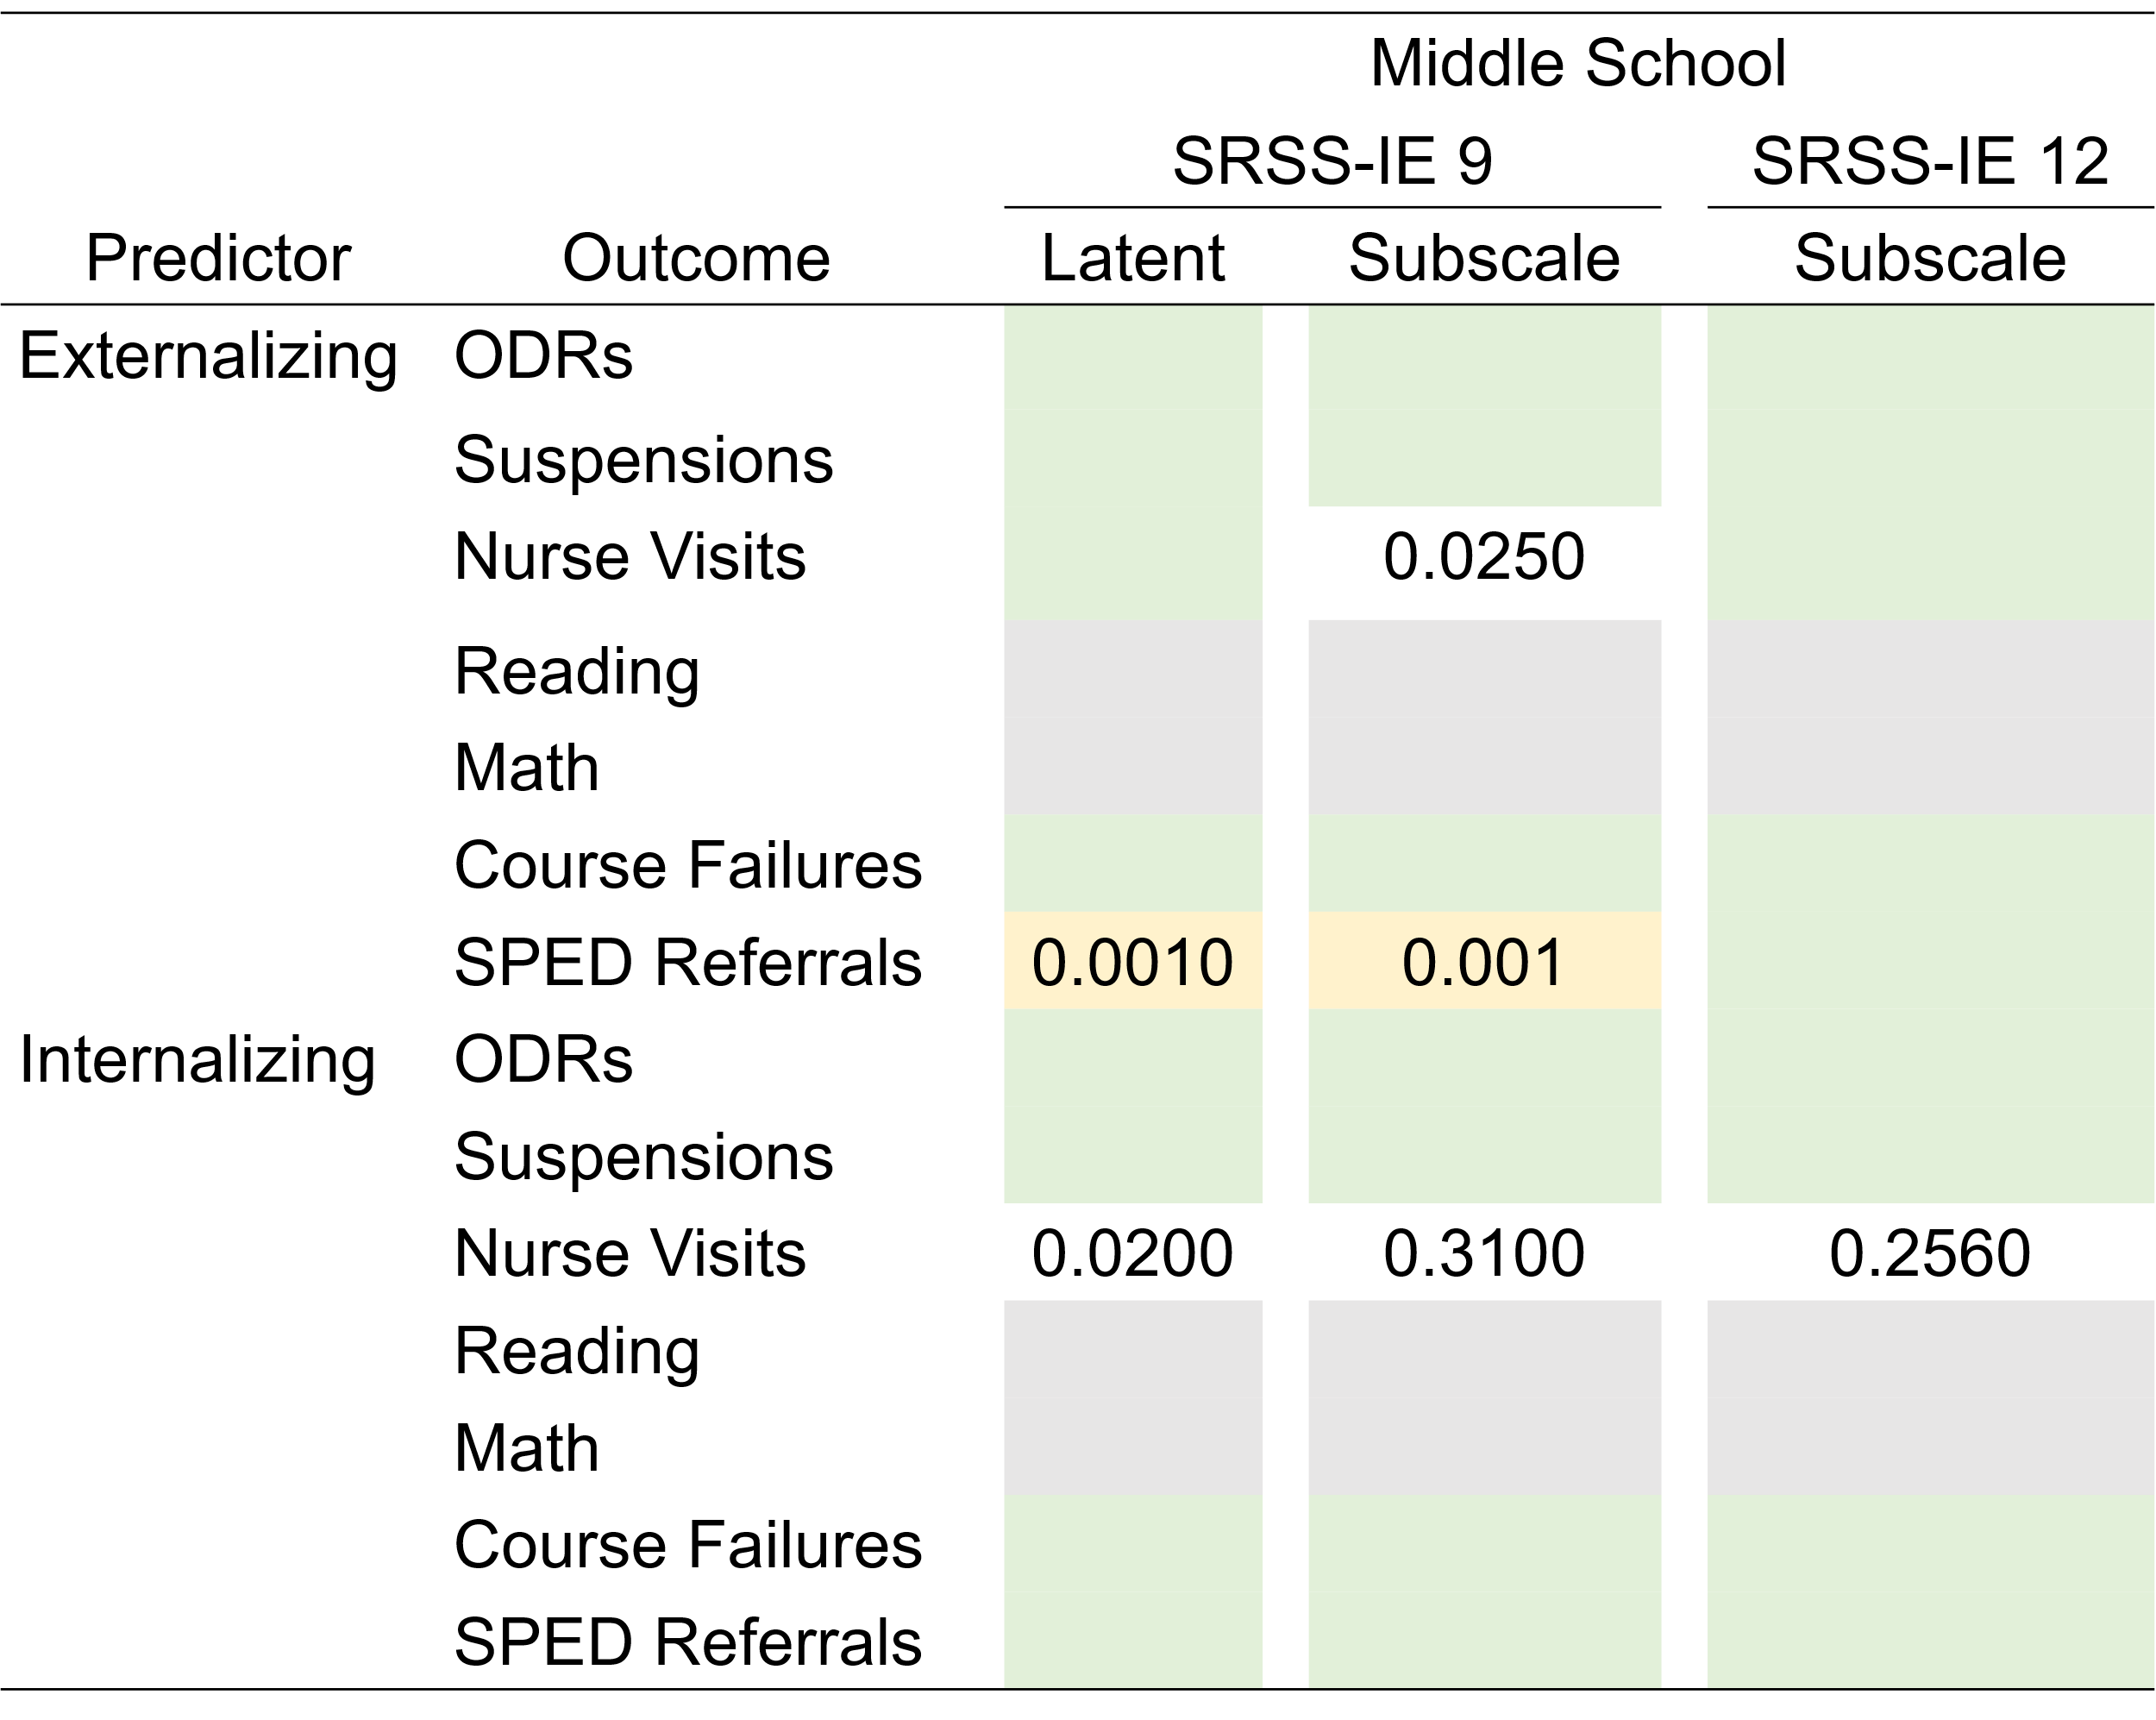 Middle School
SRSS-IE 9 SRSS-IE 12
Predictor Outcome Latent Subscale Subscale
Externalizing ODRs
Suspensions
Nurse Visits 0.0250
Reading
Math
Course Failures
SPED Referrals 0.0010 0.001
Internalizing ODRs
Suspensions
Nurse Visits 0.0200 0.3100 0.2560
Reading
Math
Course Failures
SPED Referrals